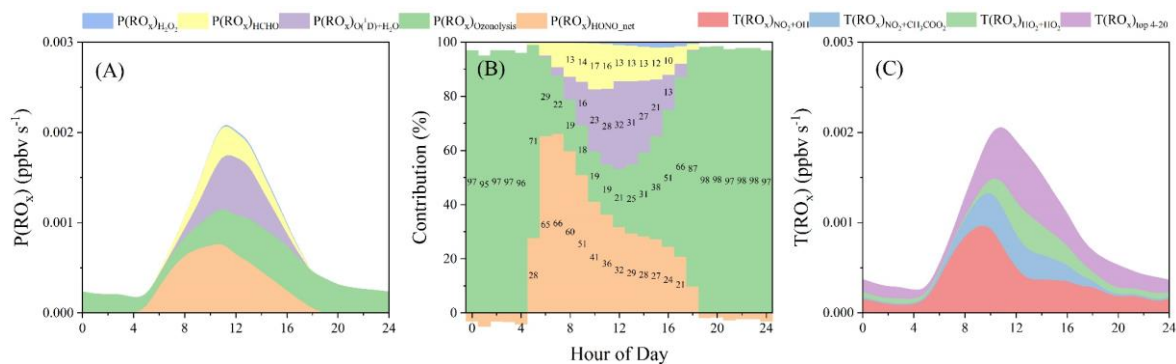 P(ROx)H2O2 P(ROx)HCHO P(ROx)O(1D)+H2O P(ROx)Ozonolysis P(ROx)HONO_net T(ROx)NO2+OH T(ROx)NO2+CH3COO2 T(ROx)HO2+HO2 T(ROx)top 4-20
(A)
P(ROx) (ppbv s-1)
0.003
0.002
0.001
0.000
0 4 8 12 16 20 24
(B)
Contribution (%)
100
80
60
40
20
0
13 14 17 16 13 13 13 12 10
29 22 19 18 19 19 21 25 31 38 51 66 87
16 23 28 32 31 27 21 13
97 95 97 97 96 71
98 98 97 98 98 97
28 65 66 60 51 41 36 32 29 28 27 24 21
0 4 8 12 16 20 24
Hour of Day
(C)
T(ROx) (ppbv s-1)
0.003
0.002
0.001
0.000
0 4 8 12 16 20 24